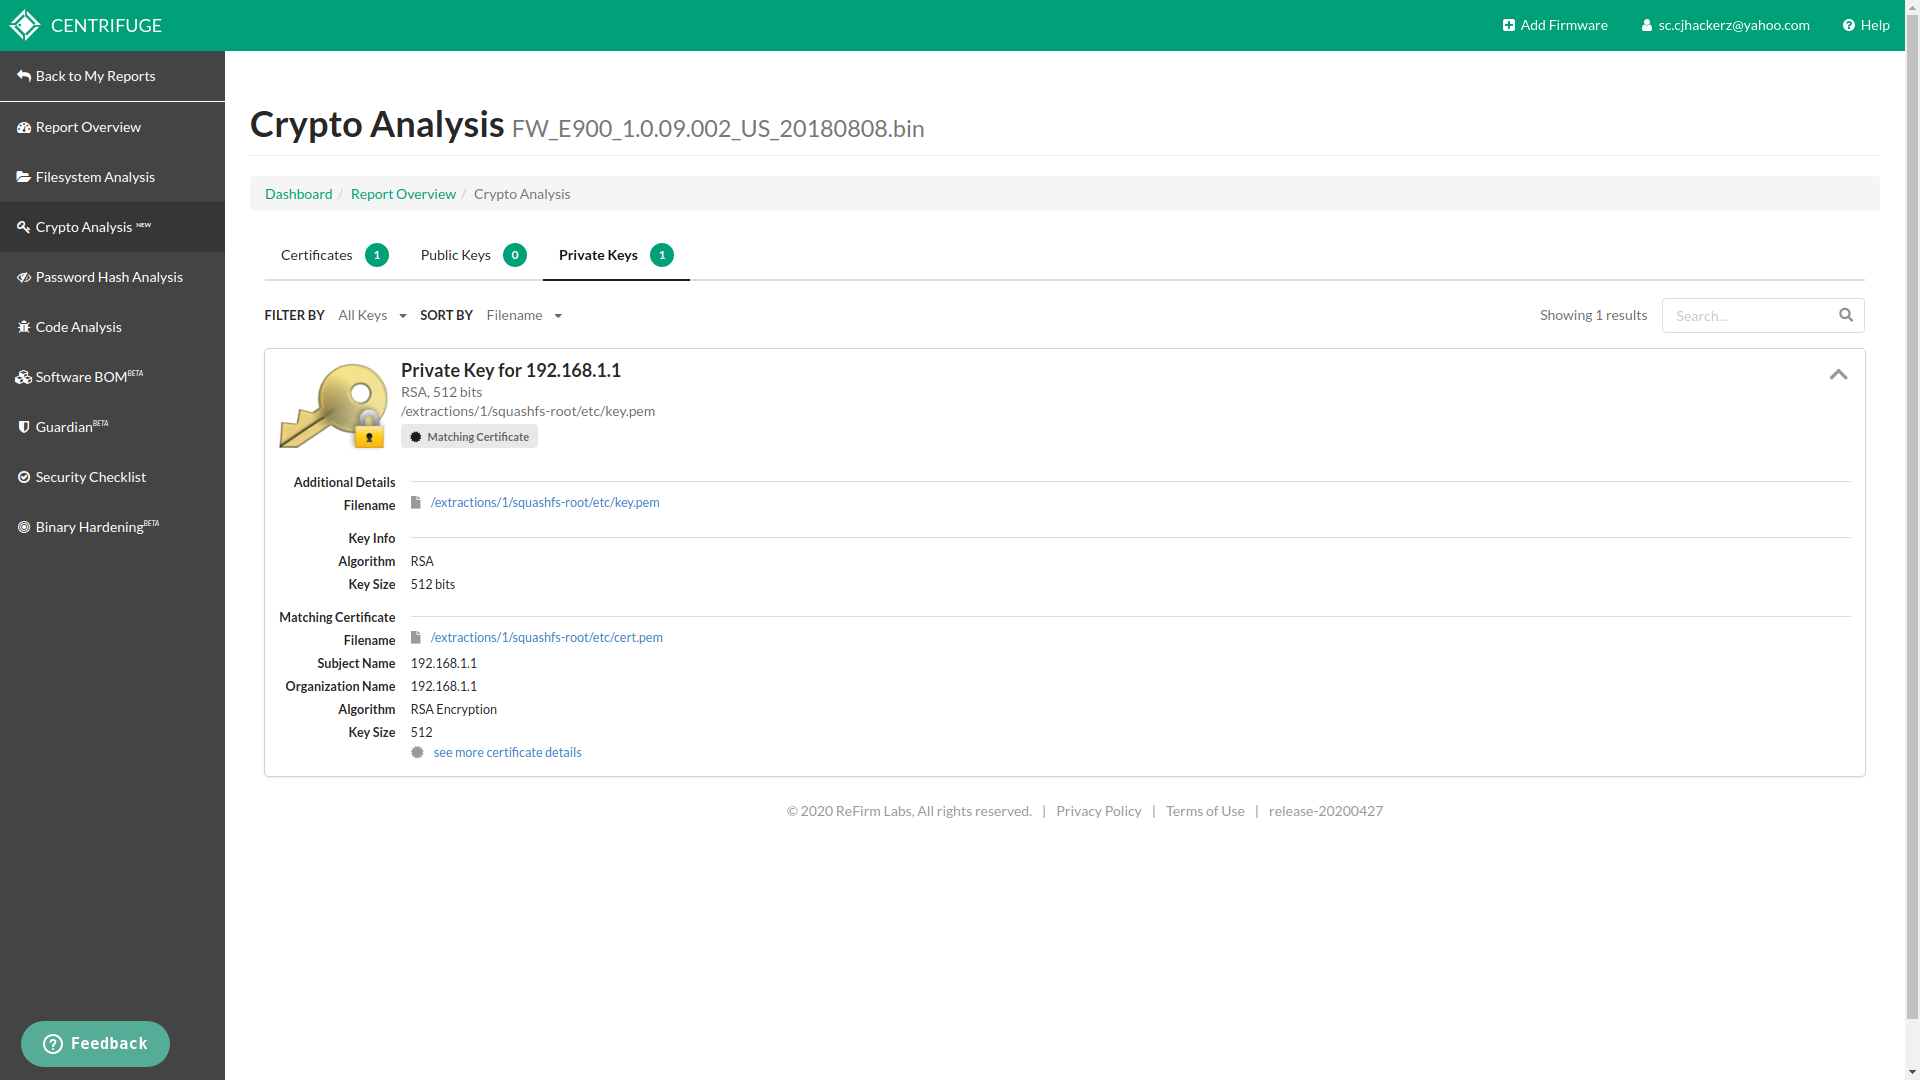 CENTRIFUGE
Add Firmware
sc.cjhackerz@yahoo.com
Help
Back to My Reports
Report Overview
Filesystem Analysis
Crypto Analysis NEW
Password Hash Analysis
Code Analysis
Software BOM BETA
Guardian BETA
Security Checklist
Binary Hardening BETA
Feedback
Crypto Analysis FW_E900_1.0.09.002_US_20180808.bin
Dashboard / Report Overview / Crypto Analysis
Certificates 1 Public Keys 0 Private Keys 1
FILTER BY All Keys SORT BY Filename
Showing 1 results Search...
Private Key for 192.168.1.1
RSA, 512 bits
/extractions/1/squashfs-root/etc/key.pem
Matching Certificate
Additional Details
Filename /extractions/1/squashfs-root/etc/key.pem
Key Info
Algorithm RSA
Key Size 512 bits
Matching Certificate
Filename /extractions/1/squashfs-root/etc/cert.pem
Subject Name 192.168.1.1
Organization Name 192.168.1.1
Algorithm RSA Encryption
Key Size 512
see more certificate details
© 2020 ReFirm Labs, All rights reserved. | Privacy Policy | Terms of Use | release-20200427